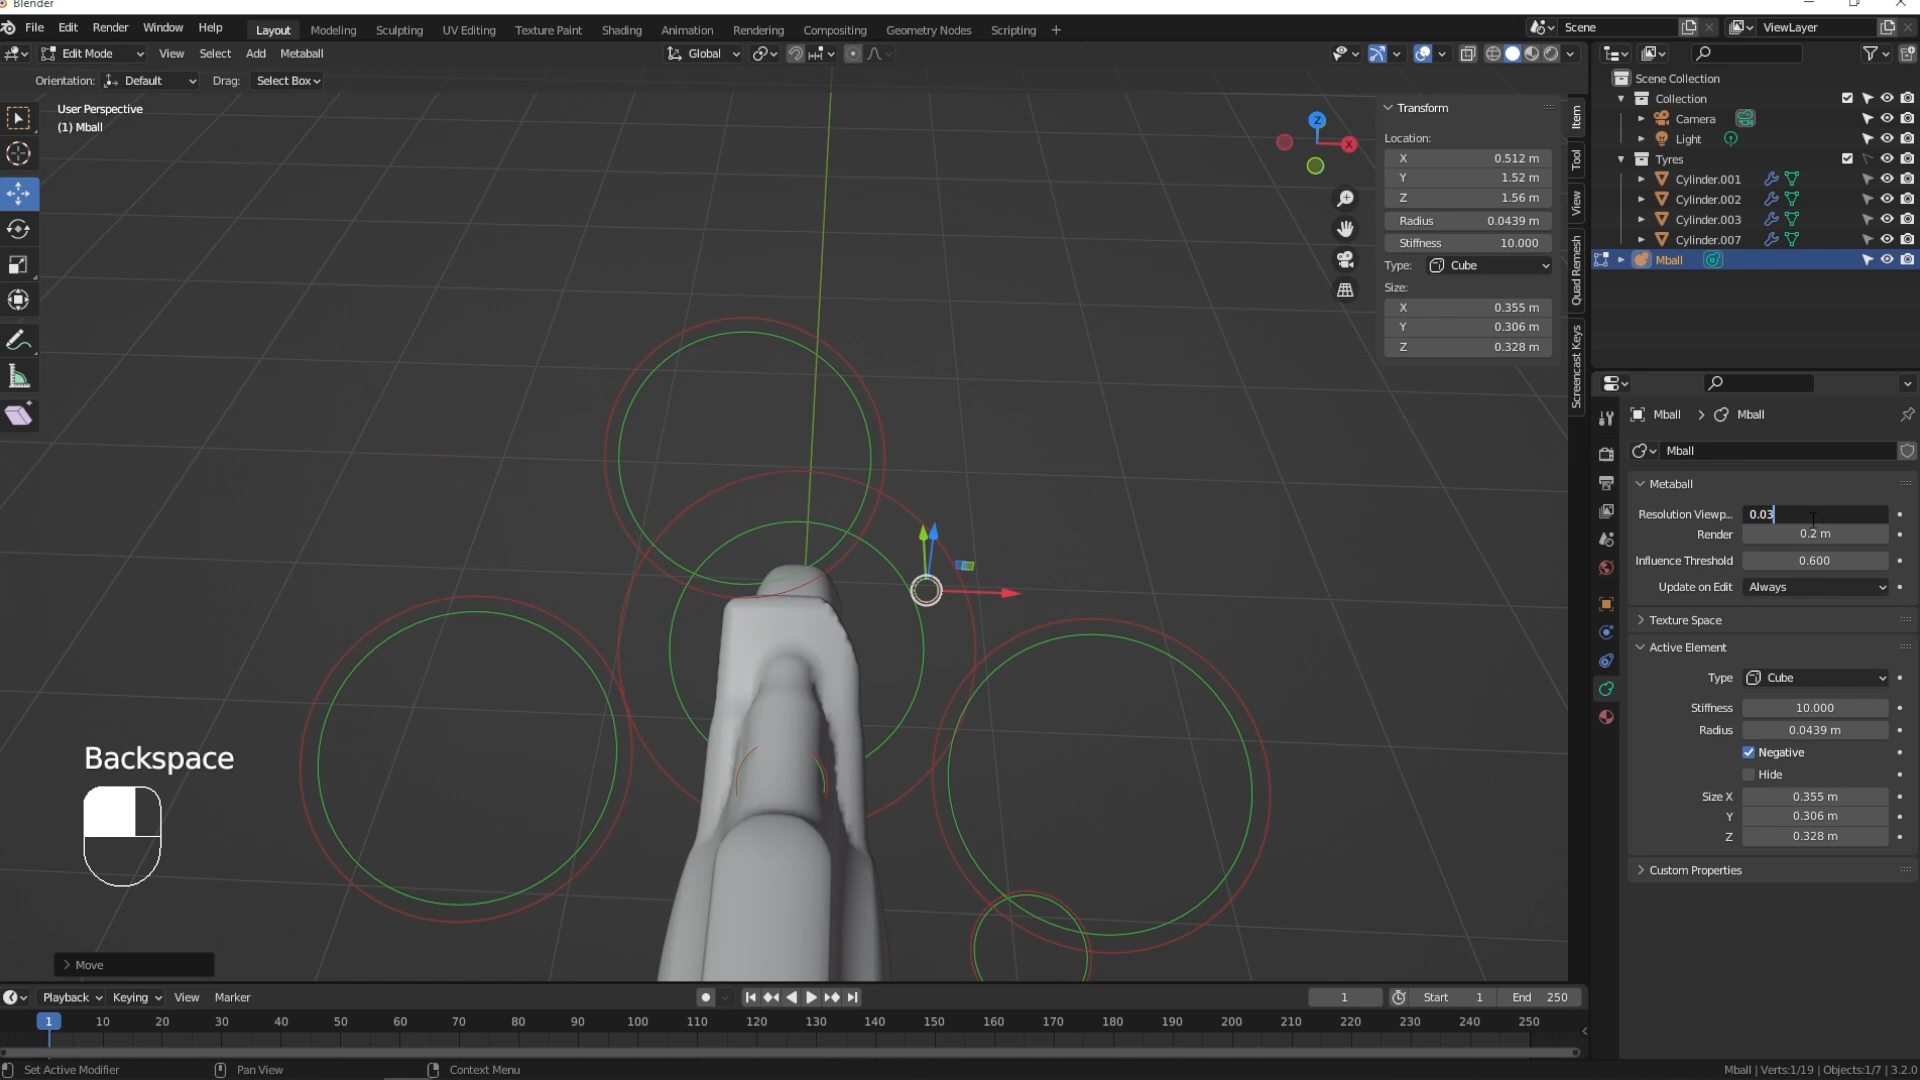 Blender
File Edit Render Window Help Layout Modeling Sculpting UV Editing Texture Paint Shading Animation Rendering Compositing Geometry Nodes Scripting + Scene ViewLayer
Edit Mode View Select Add Metaball Global
Orientation: Default Drag: Select Box
User Perspective
(1) Mball
Z
X
Transform
Location:
X 0.512 m
Y 1.52 m
Z 1.56 m
Radius 0.0439 m
Stiffness 10.000
Type: Cube
Size:
X 0.355 m
Y 0.306 m
Z 0.328 m
Item
Tool
View
Quad Remesh
Screencast Keys
Scene Collection
Collection
Camera
Light
Tyres
Cylinder.001
Cylinder.002
Cylinder.003
Cylinder.007
Mball
Mball > Mball
Mball
Metaball
Resolution Viewp... 0.03
Render 0.2 m
Influence Threshold 0.600
Update on Edit Always
Texture Space
Active Element
Type Cube
Stiffness 10.000
Radius 0.0439 m
Negative
Hide
Size X 0.355 m
Y 0.306 m
Z 0.328 m
Custom Properties
Backspace
Move
Playback Keying View Marker 1 Start 1 End 250
1 10 20 30 40 50 60 70 80 90 100 110 120 130 140 150 160 170 180 190 200 210 220 230 240 250
Set Active Modifier Pan View Context Menu Mball | Verts:1/19 | Objects:1/7 | 3.2.0